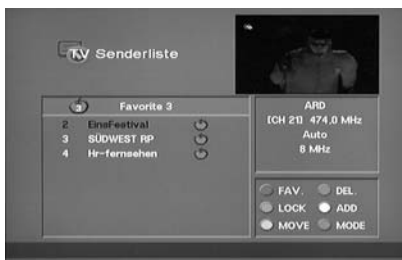 TV Senderliste
3 Favorite 3
2 EinsFestival
3 SÜDWEST RP
4 Hr-fernsehen
ARD
[CH 21] 474,0 MHz
Auto
8 MHz
FAV. DEL.
LOCK ADD
MOVE MODE